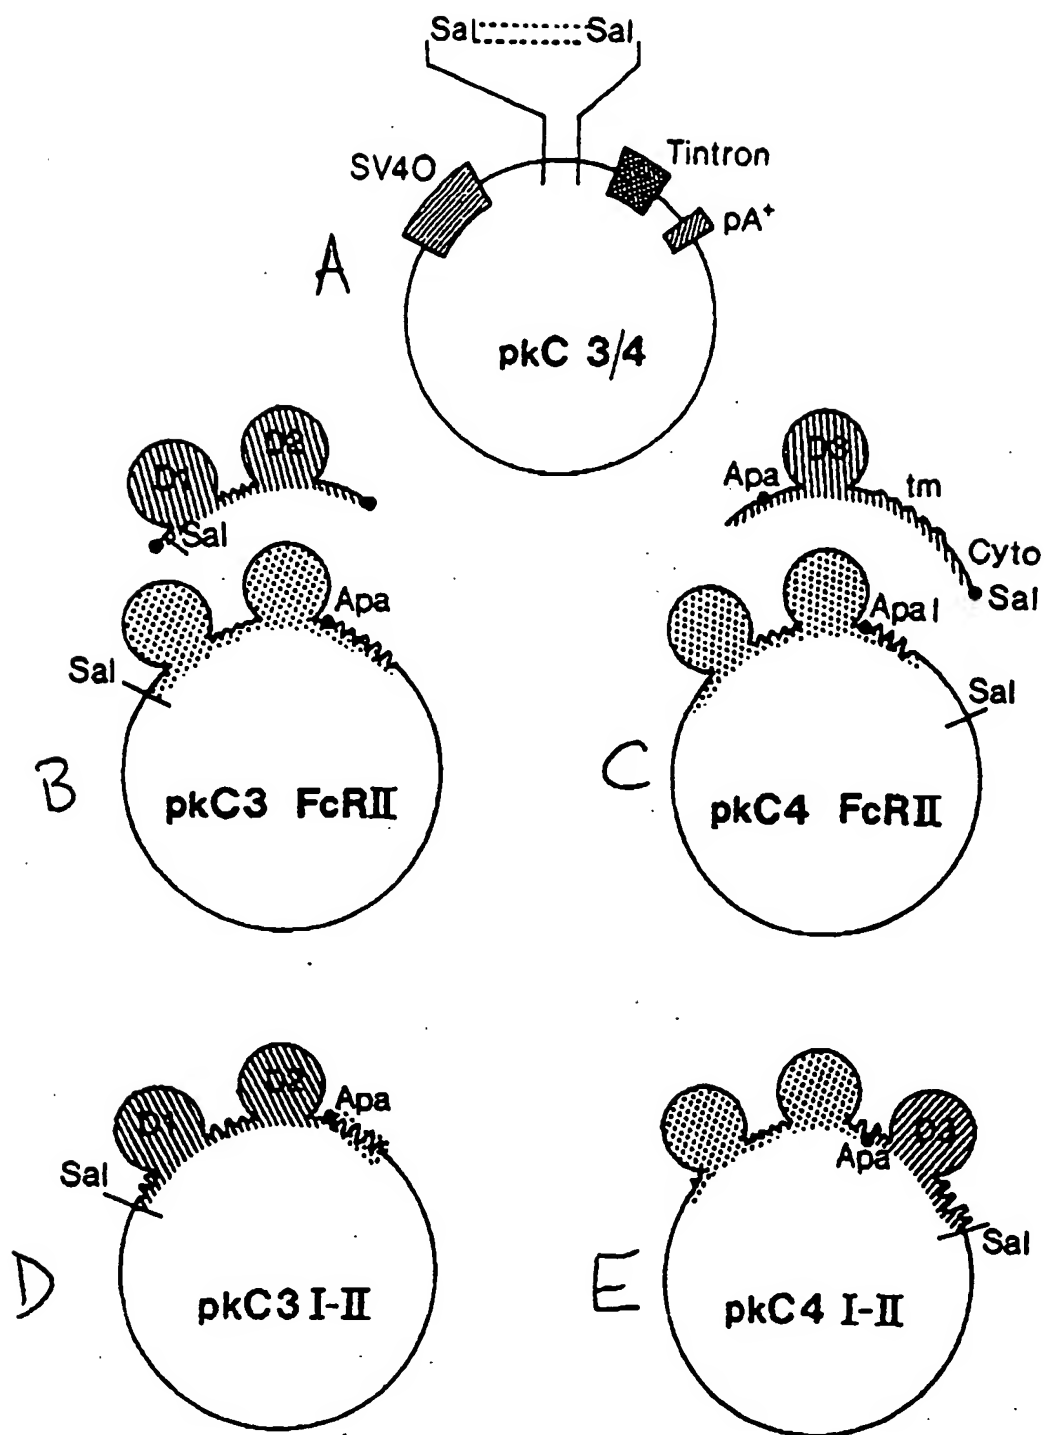 Sal Sal
SV40
Tintron
pA+
A
pkC 3/4
D1
D2
Sal
Apa
D3
tm
Cyto
Sal
Sal
Apa
Apa I
Sal
B
pkC3 FcRII
C
pkC4 FcRII
D1
D2
Apa
Sal
D
pkC3 I-II
Apa
D3
Sal
E
pkC4 I-II